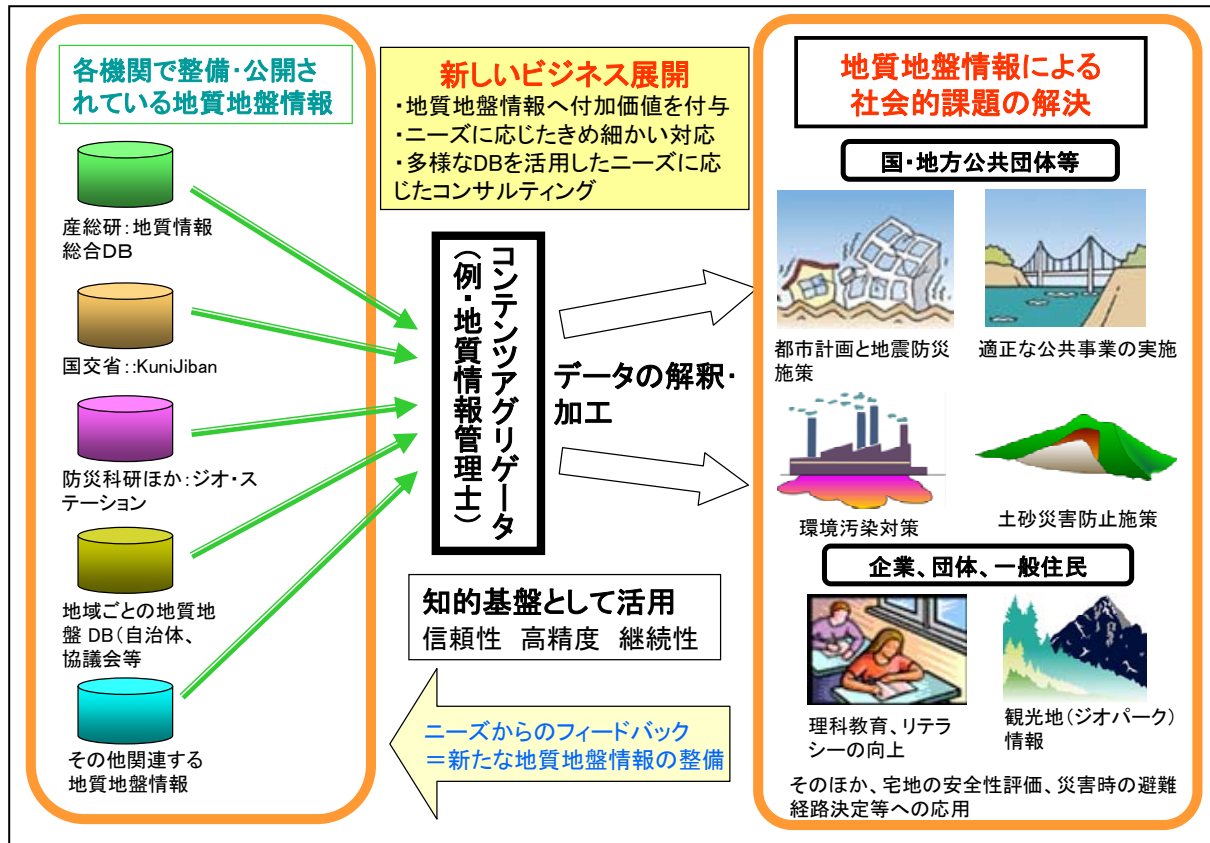 各機関で整備・公開さ
れている地質地盤情報
産総研：地質情報
総合DB
国交省：:KuniJiban
防災科研ほか：ジオ・ス
テーション
地域ごとの地質地
盤 DB（自治体、
協議会等
その他関連する
地質地盤情報
新しいビジネス展開
・地質地盤情報へ付加価値を付与
・ニーズに応じたきめ細かい対応
・多様なDBを活用したニーズに応
じたコンサルティング
コンテンツアグリゲータ
（例・地質情報管理士）
データの解釈・
加工
知的基盤として活用
信頼性 高精度 継続性
ニーズからのフィードバック
＝新たな地質地盤情報の整備
地質地盤情報による
社会的課題の解決
国・地方公共団体等
都市計画と地震防災
施策
適正な公共事業の実施
環境汚染対策
土砂災害防止施策
企業、団体、一般住民
理科教育、リテラ
シーの向上
観光地（ジオパーク）
情報
そのほか、宅地の安全性評価、災害時の避難
経路決定等への応用